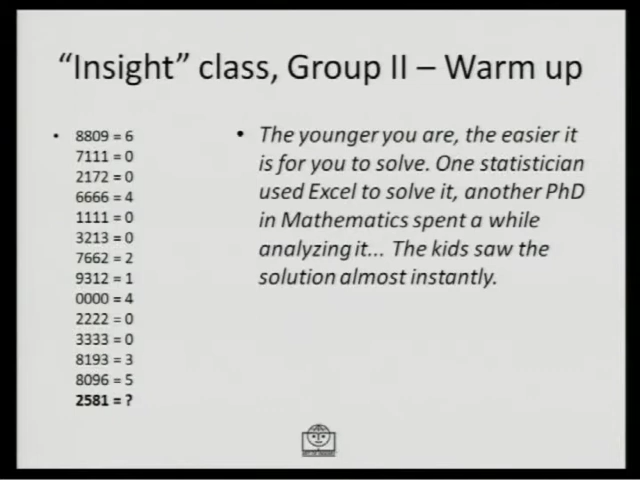 “Insight” class, Group II – Warm up
• 8809 = 6
7111 = 0
2172 = 0
6666 = 4
1111 = 0
3213 = 0
7662 = 2
9312 = 1
0000 = 4
2222 = 0
3333 = 0
8193 = 3
8096 = 5
2581 = ?
• The younger you are, the easier it
is for you to solve. One statistician
used Excel to solve it, another PhD
in Mathematics spent a while
analyzing it... The kids saw the
solution almost instantly.